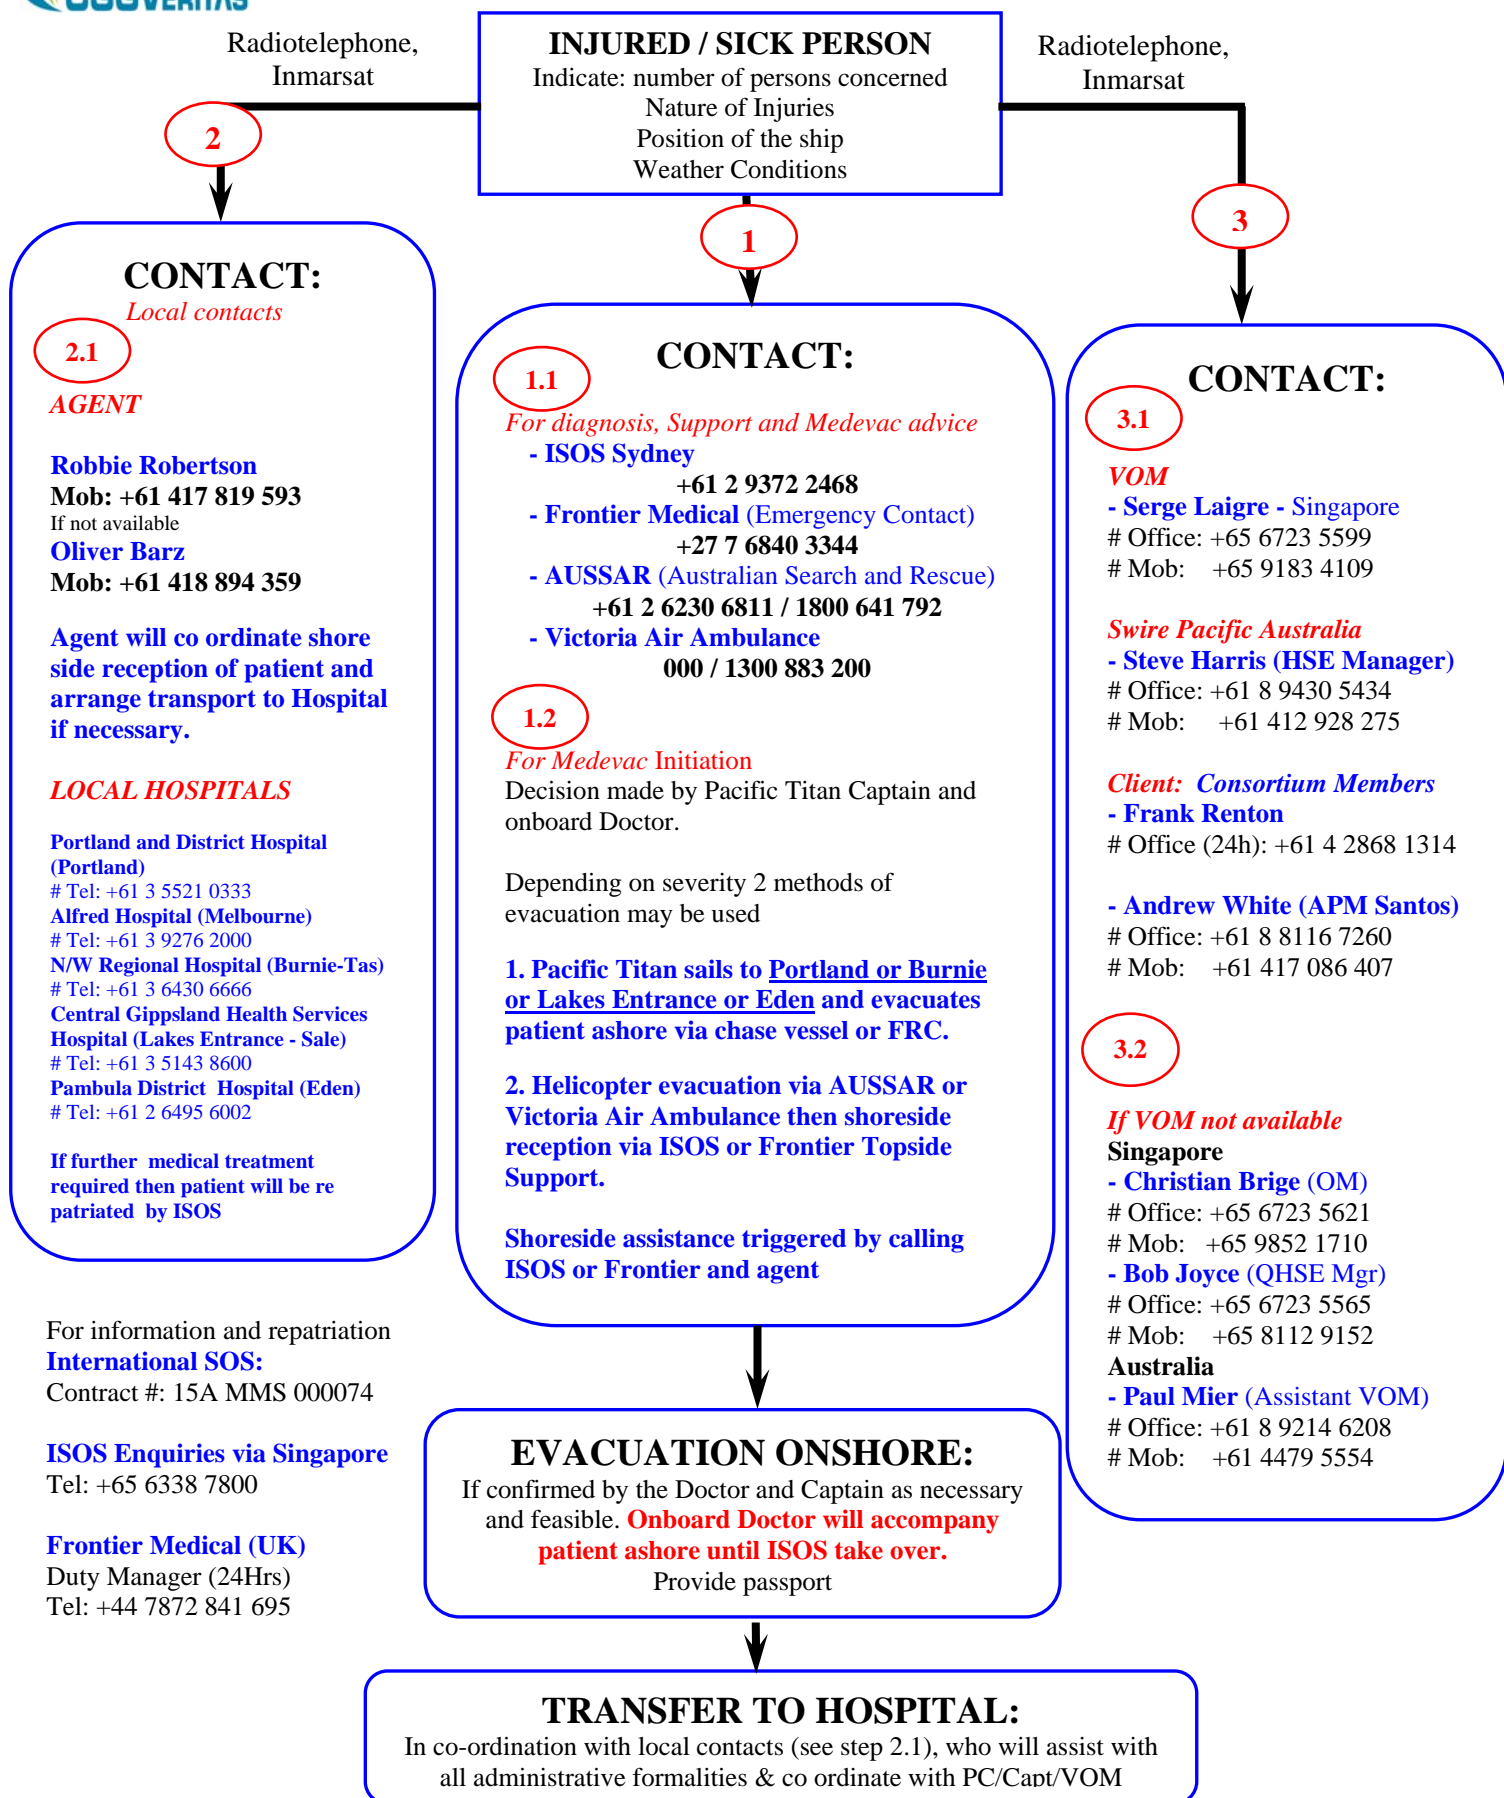 Radiotelephone,
Inmarsat
INJURED / SICK PERSON
Indicate: number of persons concerned
Nature of Injuries
Position of the ship
Weather Conditions
Radiotelephone,
Inmarsat
2
1
3
CONTACT:
Local contacts
2.1
AGENT
Robbie Robertson
Mob: +61 417 819 593
If not available
Oliver Barz
Mob: +61 418 894 359
Agent will co ordinate shore
side reception of patient and
arrange transport to Hospital
if necessary.
LOCAL HOSPITALS
Portland and District Hospital
(Portland)
# Tel: +61 3 5521 0333
Alfred Hospital (Melbourne)
# Tel: +61 3 9276 2000
N/W Regional Hospital (Burnie-Tas)
# Tel: +61 3 6430 6666
Central Gippsland Health Services
Hospital (Lakes Entrance - Sale)
# Tel: +61 3 5143 8600
Pambula District Hospital (Eden)
# Tel: +61 2 6495 6002
If further medical treatment
required then patient will be re
patriated by ISOS
For information and repatriation
International SOS:
Contract #: 15A MMS 000074
ISOS Enquiries via Singapore
Tel: +65 6338 7800
Frontier Medical (UK)
Duty Manager (24Hrs)
Tel: +44 7872 841 695
CONTACT:
1.1
For diagnosis, Support and Medevac advice
- ISOS Sydney
+61 2 9372 2468
- Frontier Medical (Emergency Contact)
+27 7 6840 3344
- AUSSAR (Australian Search and Rescue)
+61 2 6230 6811 / 1800 641 792
- Victoria Air Ambulance
000 / 1300 883 200
1.2
For Medevac Initiation
Decision made by Pacific Titan Captain and
onboard Doctor.
Depending on severity 2 methods of
evacuation may be used
1. Pacific Titan sails to Portland or Burnie
or Lakes Entrance or Eden and evacuates
patient ashore via chase vessel or FRC.
2. Helicopter evacuation via AUSSAR or
Victoria Air Ambulance then shoreside
reception via ISOS or Frontier Topside
Support.
Shoreside assistance triggered by calling
ISOS or Frontier and agent
CONTACT:
3.1
VOM
- Serge Laigre - Singapore
# Office: +65 6723 5599
# Mob: +65 9183 4109
Swire Pacific Australia
- Steve Harris (HSE Manager)
# Office: +61 8 9430 5434
# Mob: +61 412 928 275
Client: Consortium Members
- Frank Renton
# Office (24h): +61 4 2868 1314
- Andrew White (APM Santos)
# Office: +61 8 8116 7260
# Mob: +61 417 086 407
3.2
If VOM not available
Singapore
- Christian Brige (OM)
# Office: +65 6723 5621
# Mob: +65 9852 1710
- Bob Joyce (QHSE Mgr)
# Office: +65 6723 5565
# Mob: +65 8112 9152
Australia
- Paul Mier (Assistant VOM)
# Office: +61 8 9214 6208
# Mob: +61 4479 5554
EVACUATION ONSHORE:
If confirmed by the Doctor and Captain as necessary
and feasible. Onboard Doctor will accompany
patient ashore until ISOS take over.
Provide passport
TRANSFER TO HOSPITAL:
In co-ordination with local contacts (see step 2.1), who will assist with
all administrative formalities & co ordinate with PC/Capt/VOM